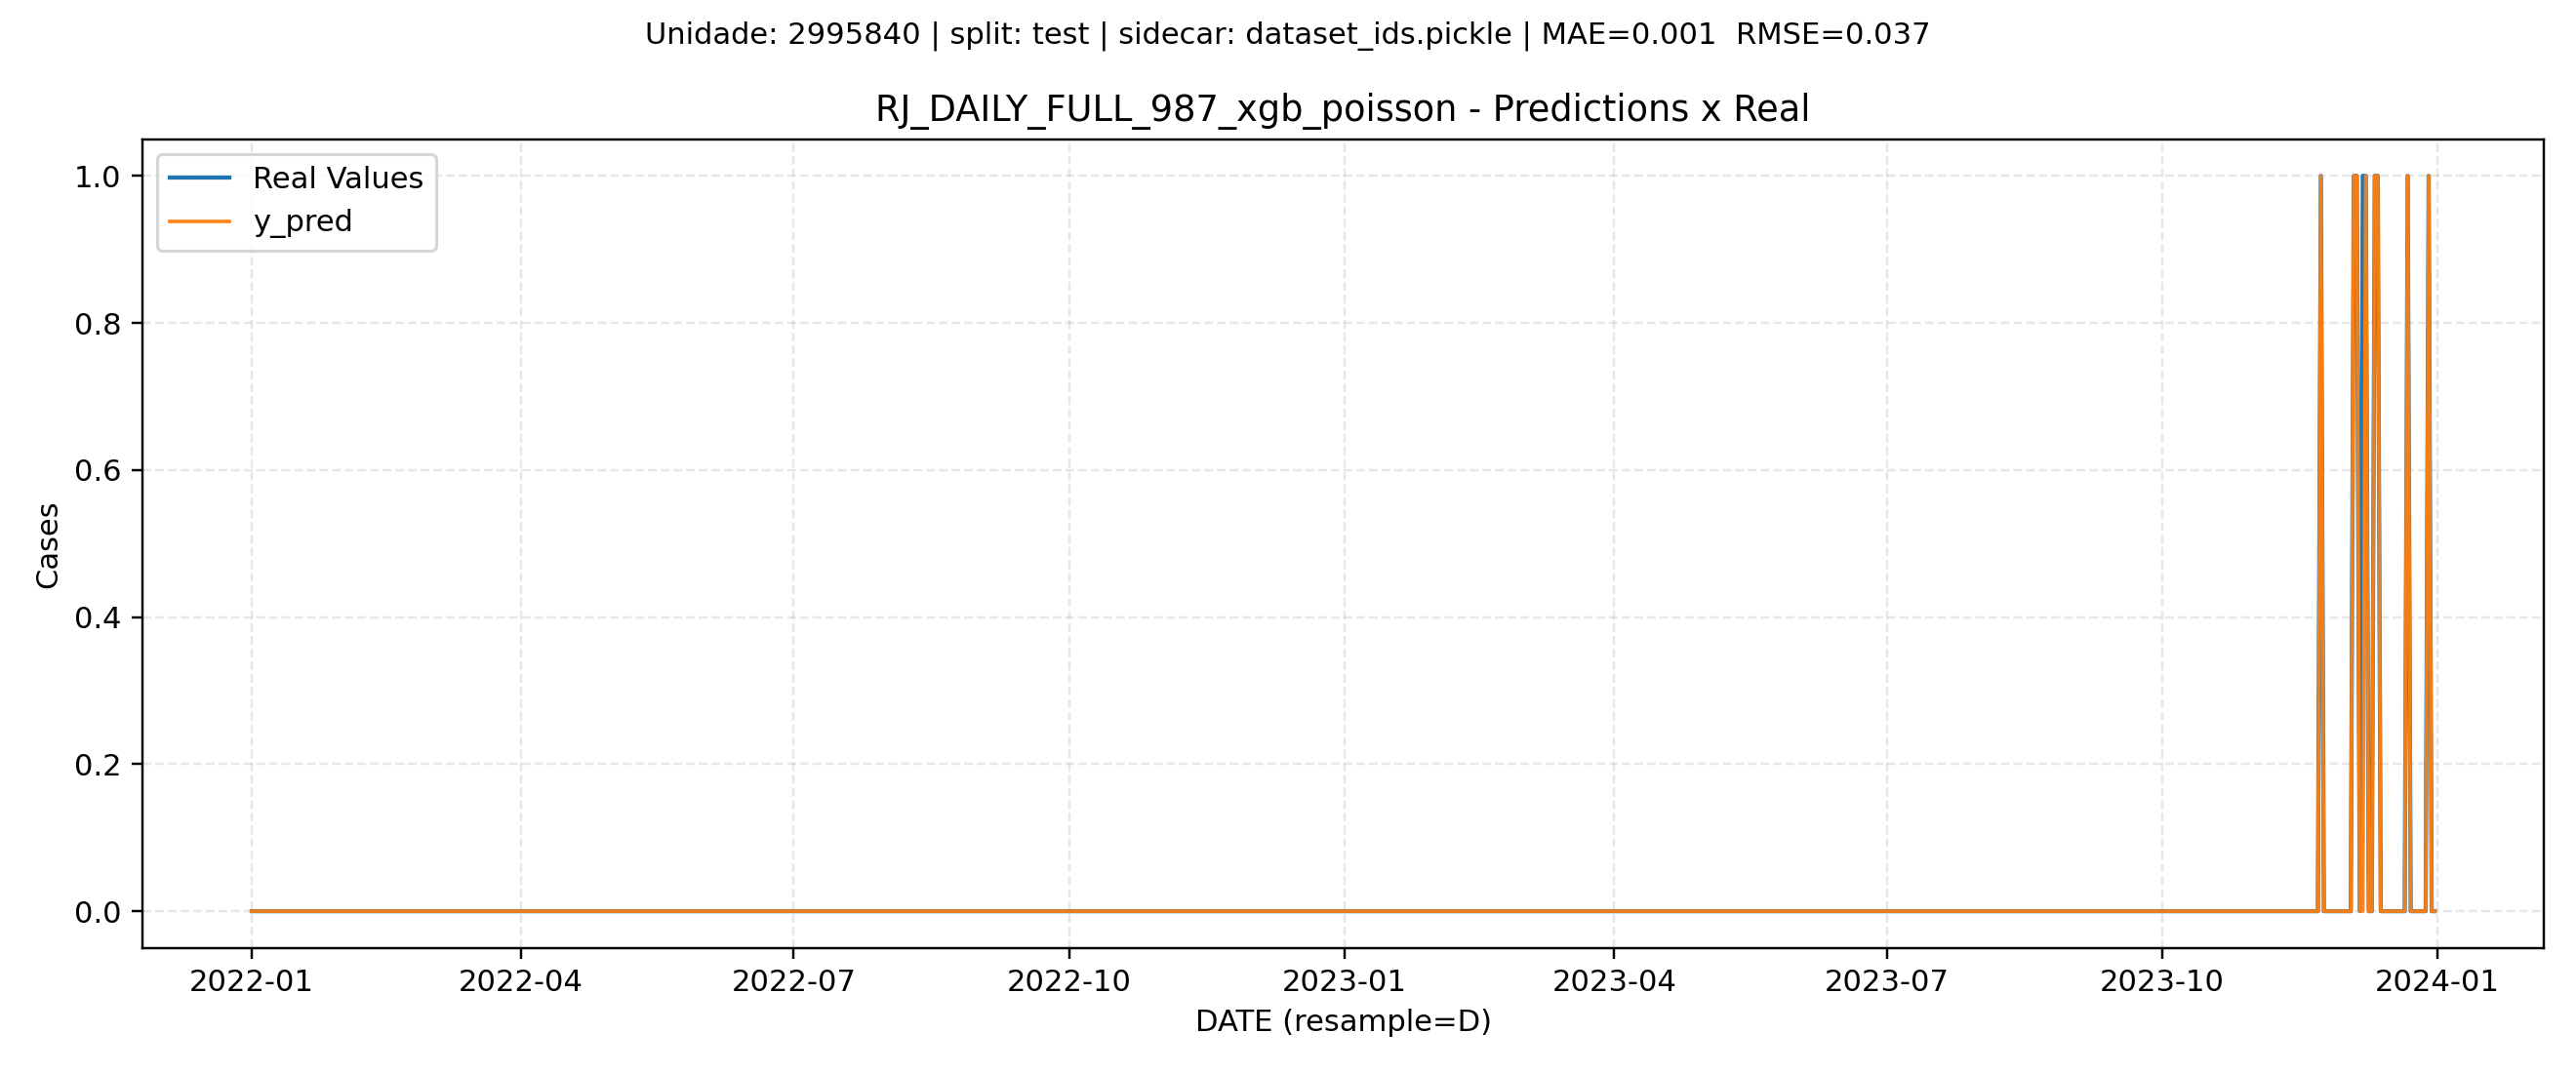 Unidade: 2995840 | split: test | sidecar: dataset_ids.pickle | MAE=0.001  RMSE=0.037
RJ_DAILY_FULL_987_xgb_poisson - Predictions x Real
Real Values
y_pred
1.0
0.8
0.6
0.4
0.2
0.0
Cases
2022-01 2022-04 2022-07 2022-10 2023-01 2023-04 2023-07 2023-10 2024-01
DATE (resample=D)